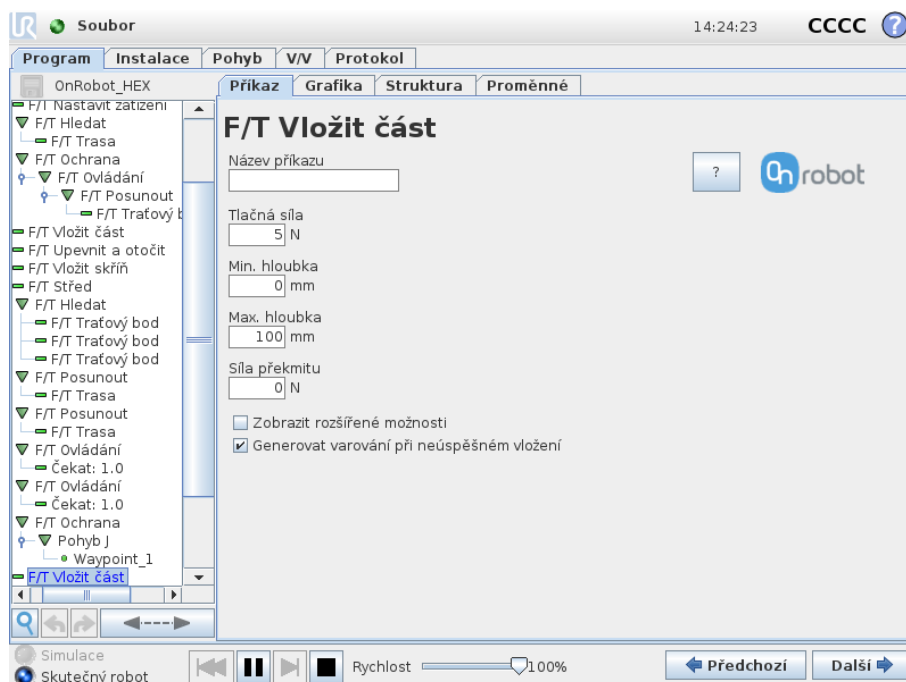 UR Soubor 14:24:23 CCCC ?
Program Instalace Pohyb V/V Protokol
OnRobot_HEX
Příkaz Grafika Struktura Proměnné
F/T Nastavit zatížení
F/T Hledat
F/T Trasa
F/T Ochrana
F/T Ovládání
F/T Posunout
F/T Traťový b
F/T Vložit část
F/T Upevnit a otočit
F/T Vložit skříň
F/T Střed
F/T Hledat
F/T Traťový bod
F/T Traťový bod
F/T Traťový bod
F/T Posunout
F/T Trasa
F/T Posunout
F/T Trasa
F/T Ovládání
Čekat: 1.0
F/T Ovládání
Čekat: 1.0
F/T Ochrana
Pohyb J
Waypoint_1
F/T Vložit část
F/T Vložit část
Název příkazu
? On robot
Tlačná síla
5 N
Min. hloubka
0 mm
Max. hloubka
100 mm
Síla překmitu
0 N
Zobrazit rozšířené možnosti
Generovat varování při neúspěšném vložení
Simulace
Skutečný robot
Rychlost 100%
Předchozí Další